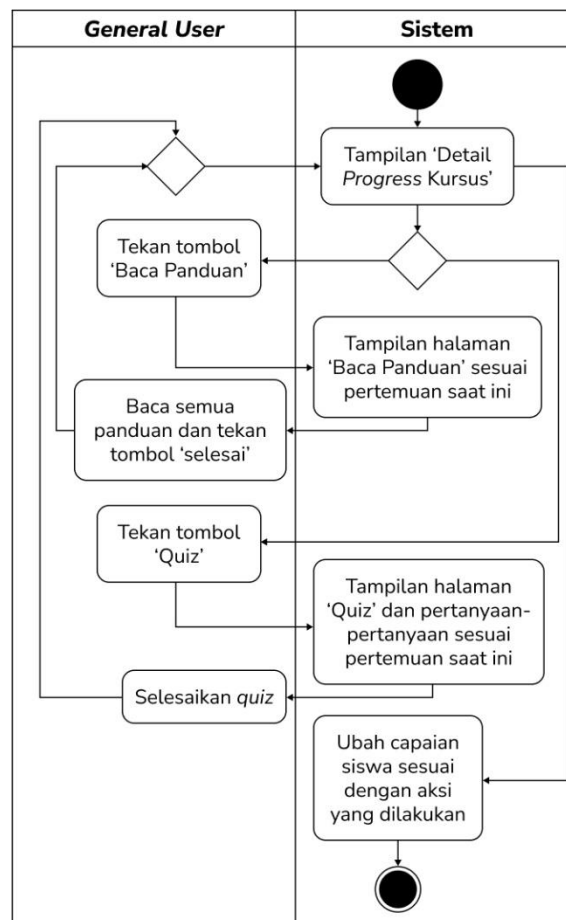 General User
Sistem
Tampilan ‘Detail
Progress Kursus’
Tekan tombol
‘Baca Panduan’
Tampilan halaman
‘Baca Panduan’ sesuai
pertemuan saat ini
Baca semua
panduan dan tekan
tombol ‘selesai’
Tekan tombol
‘Quiz’
Tampilan halaman
‘Quiz’ dan pertanyaan-
pertanyaan sesuai
pertemuan saat ini
Selesaikan quiz
Ubah capaian
siswa sesuai
dengan aksi
yang dilakukan